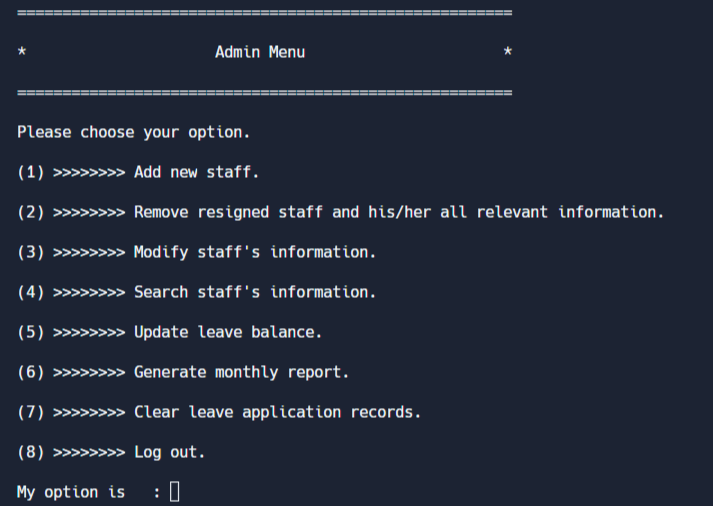 =======================================================
*                     Admin Menu                      *
=======================================================
Please choose your option.
(1) >>>>>>>> Add new staff.
(2) >>>>>>>> Remove resigned staff and his/her all relevant information.
(3) >>>>>>>> Modify staff's information.
(4) >>>>>>>> Search staff's information.
(5) >>>>>>>> Update leave balance.
(6) >>>>>>>> Generate monthly report.
(7) >>>>>>>> Clear leave application records.
(8) >>>>>>>> Log out.
My option is   :